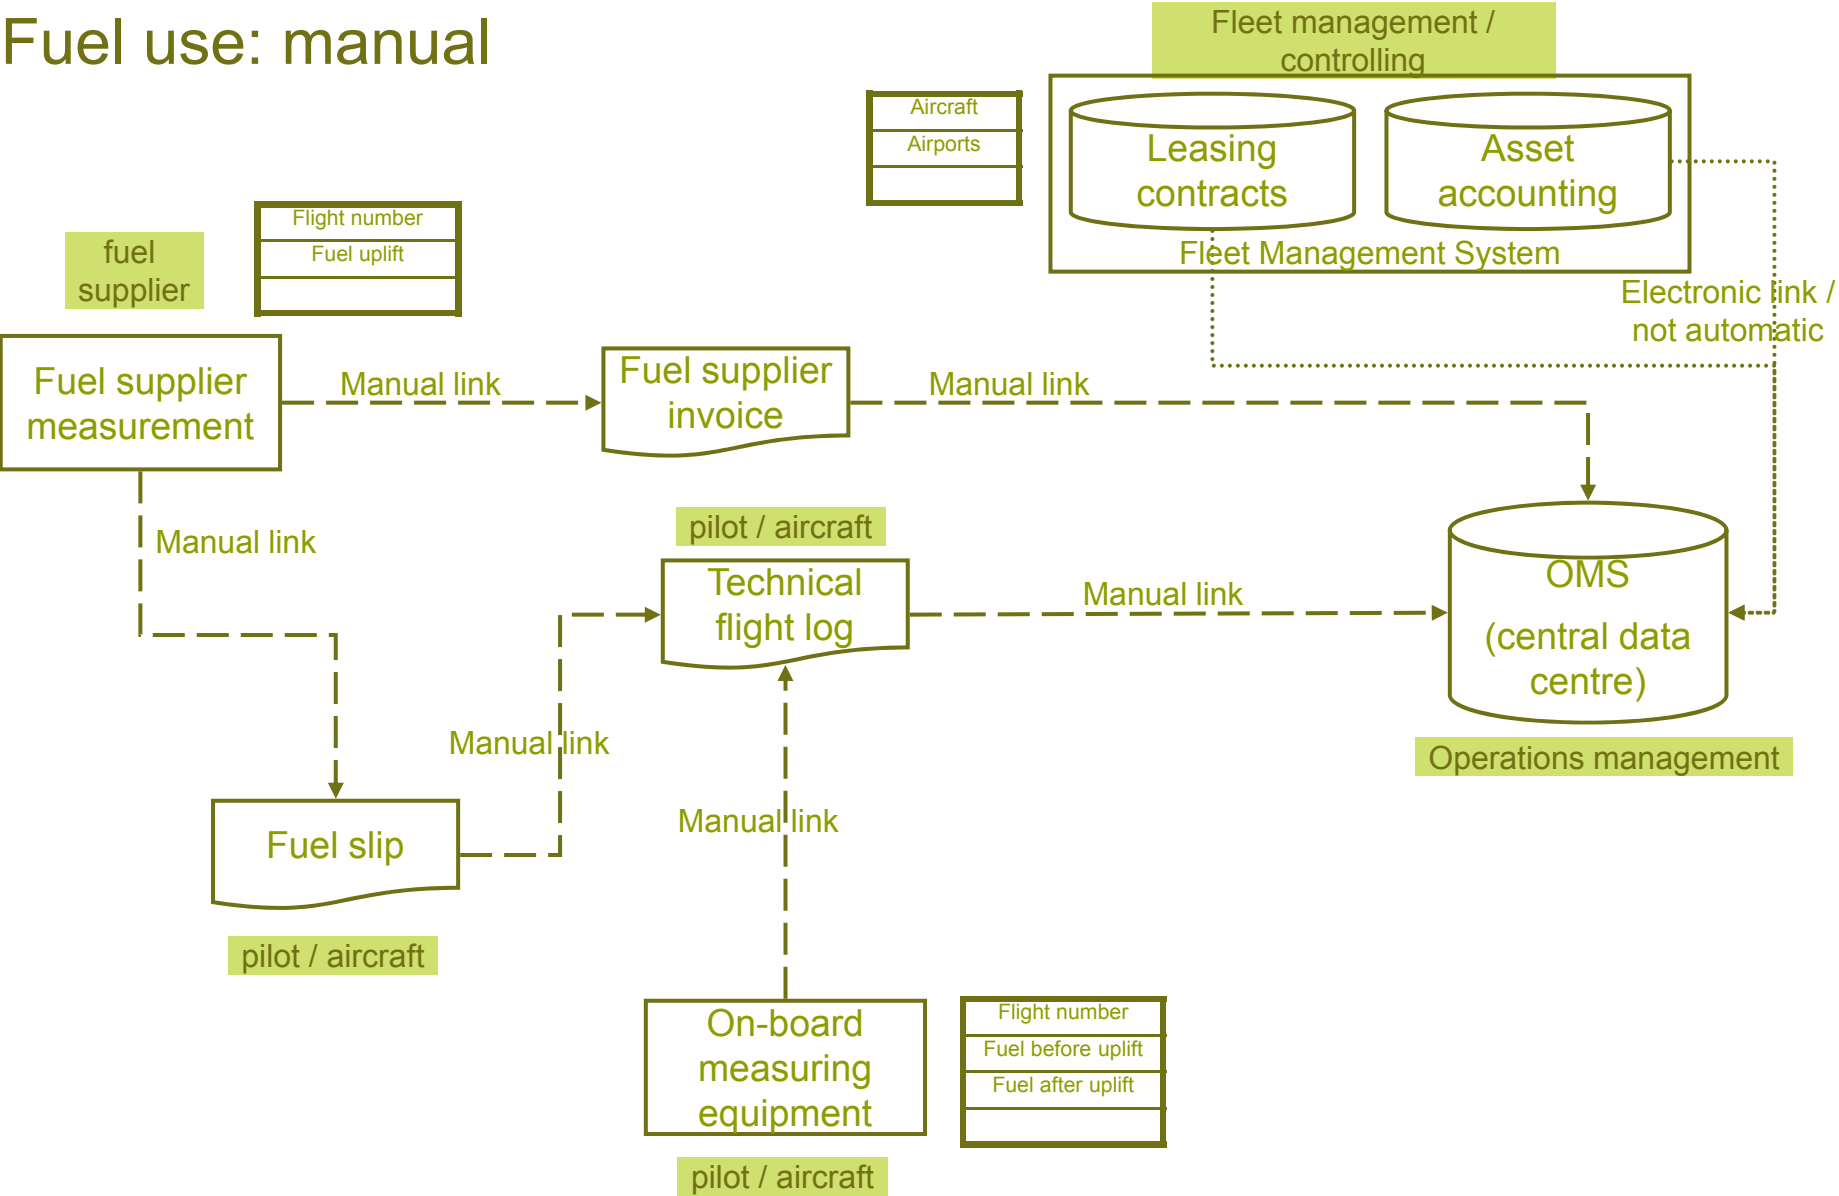 Fuel use: manual
Fleet management /
controlling
Aircraft
Airports
Leasing
contracts
Asset
accounting
Fleet Management System
Electronic link /
not automatic
fuel
supplier
Flight number
Fuel uplift
Fuel supplier
measurement
Manual link
Fuel supplier
invoice
Manual link
Manual link
pilot / aircraft
Technical
flight log
Manual link
OMS
(central data
centre)
Operations management
Manual link
Fuel slip
pilot / aircraft
Manual link
On-board
measuring
equipment
Flight number
Fuel before uplift
Fuel after uplift
pilot / aircraft